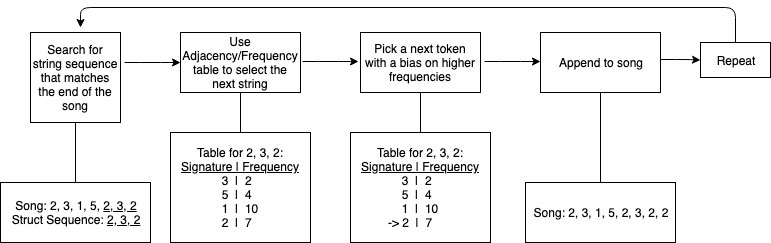 Search for
string sequence
that matches
the end of the
song
Use
Adjacency/Frequency
table to select the
next string
Pick a next token
with a bias on higher
frequencies
Append to song
Repeat
Song: 2, 3, 1, 5, 2, 3, 2
Struct Sequence: 2, 3, 2
Table for 2, 3, 2:
Signature | Frequency
3 | 2
5 | 4
1 | 10
2 | 7
Table for 2, 3, 2:
Signature | Frequency
3 | 2
5 | 4
1 | 10
-> 2 | 7
Song: 2, 3, 1, 5, 2, 3, 2, 2